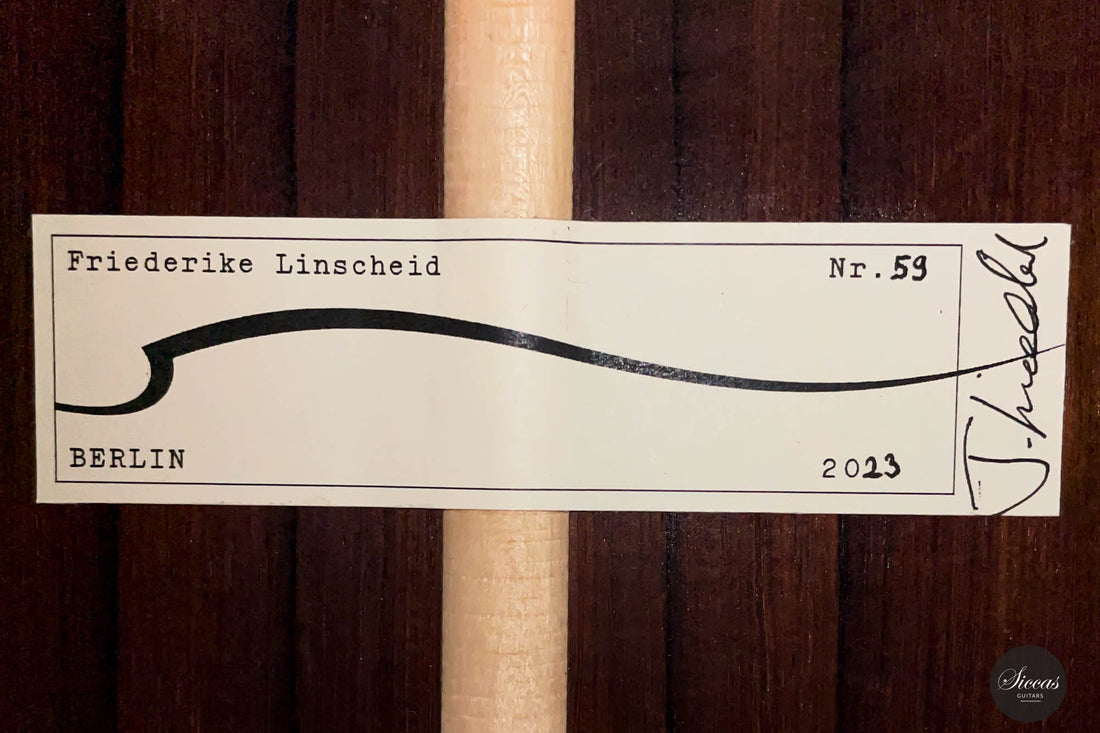 Friederike Linscheid
Nr. 59
BERLIN
2023
Siccas
GUITARS